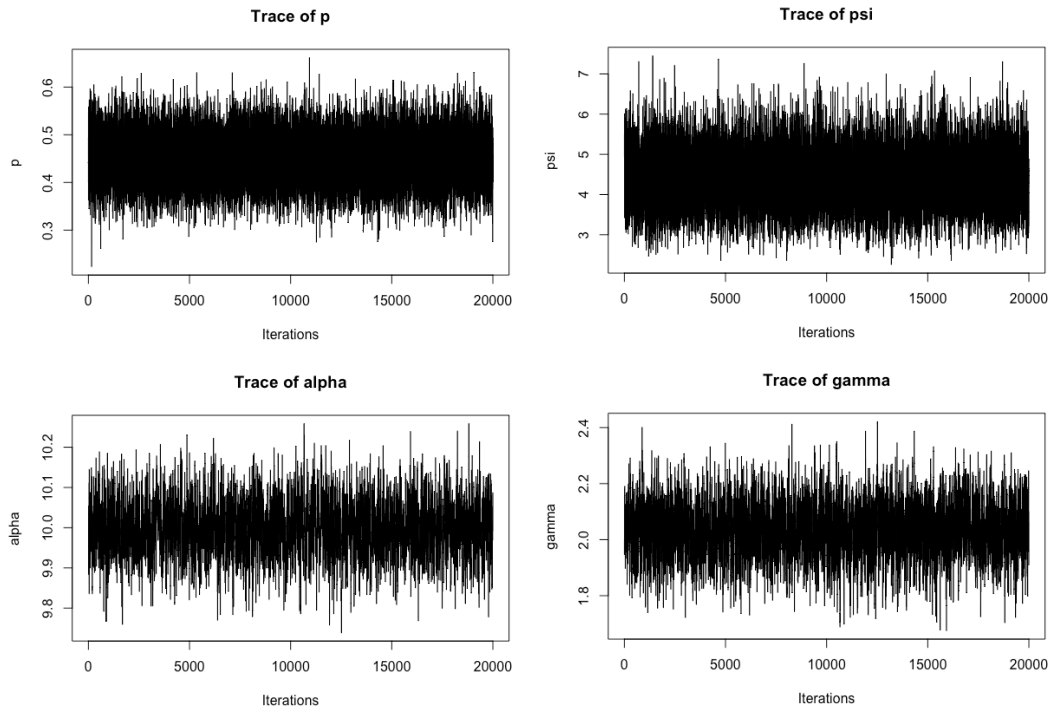 Trace of p
p
0.6
0.5
0.4
0.3
0 5000 10000 15000 20000
Iterations
Trace of psi
psi
7
6
5
4
3
0 5000 10000 15000 20000
Iterations
Trace of alpha
alpha
10.2
10.1
10.0
9.9
9.8
0 5000 10000 15000 20000
Iterations
Trace of gamma
gamma
2.4
2.2
2.0
1.8
0 5000 10000 15000 20000
Iterations